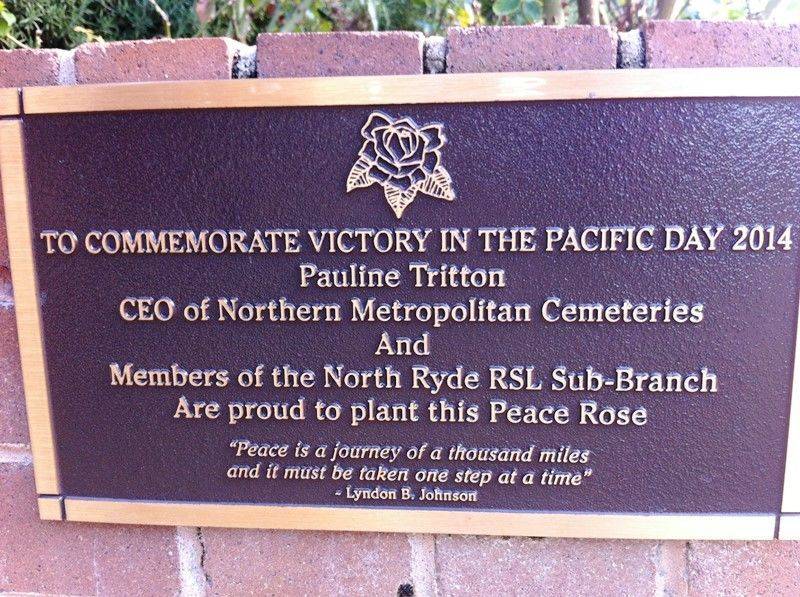 TO COMMEMORATE VICTORY IN THE PACIFIC DAY 2014
Pauline Tritton
CEO of Northern Metropolitan Cemeteries
And
Members of the North Ryde RSL Sub-Branch
Are proud to plant this Peace Rose
“Peace is a journey of a thousand miles
and it must be taken one step at a time”
- Lyndon B. Johnson